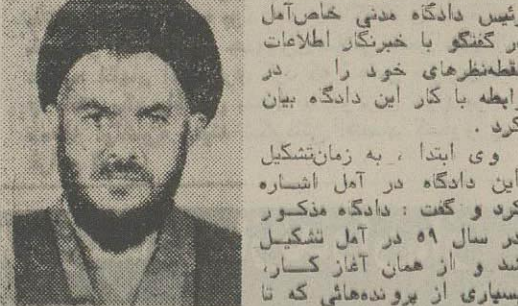 رئیس دادگاه مدنی خاص‌آمل
در گفتگو با خبرنگار اطلاعات
نقطه‌نظرهای خود را در
رابطه با کار این دادگاه بیان
کرد .
وی ابتدا ، به زمان‌تشکیل
این دادگاه در آمل اشاره
کرد و گفت : دادگاه مذکور
در سال ۵۹ در آمل تشکیل
شد و از همان آغاز کار،
بسیاری از پرونده‌هائی که تا